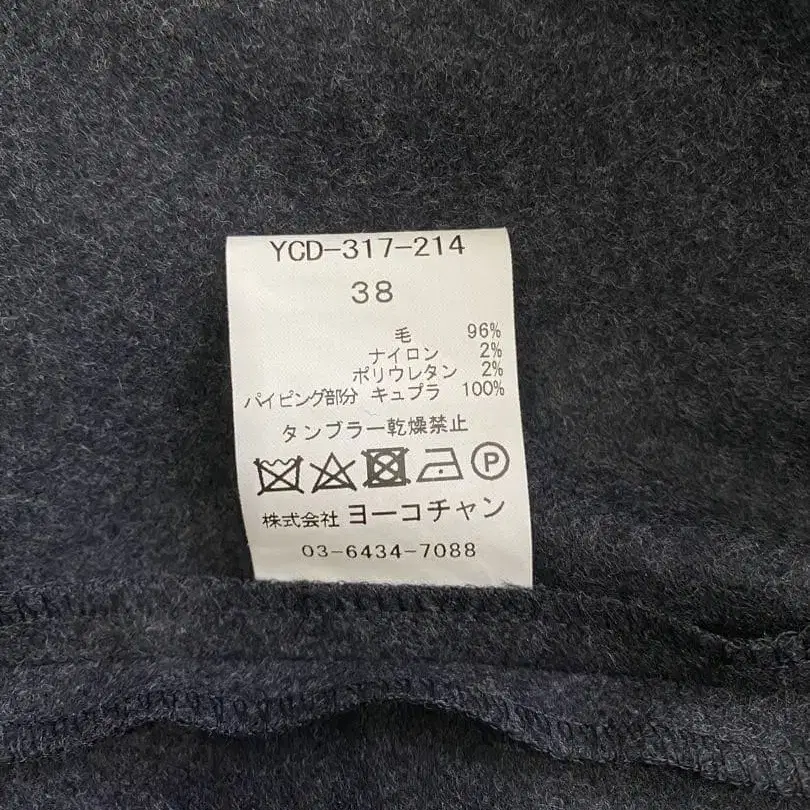 YCD-317-214
38
毛 96%
ナイロン 2%
ポリウレタン 2%
パイピング部分 キュプラ 100%
タンブラー乾燥禁止
P
株式会社 ヨーコチャン
03-6434-7088